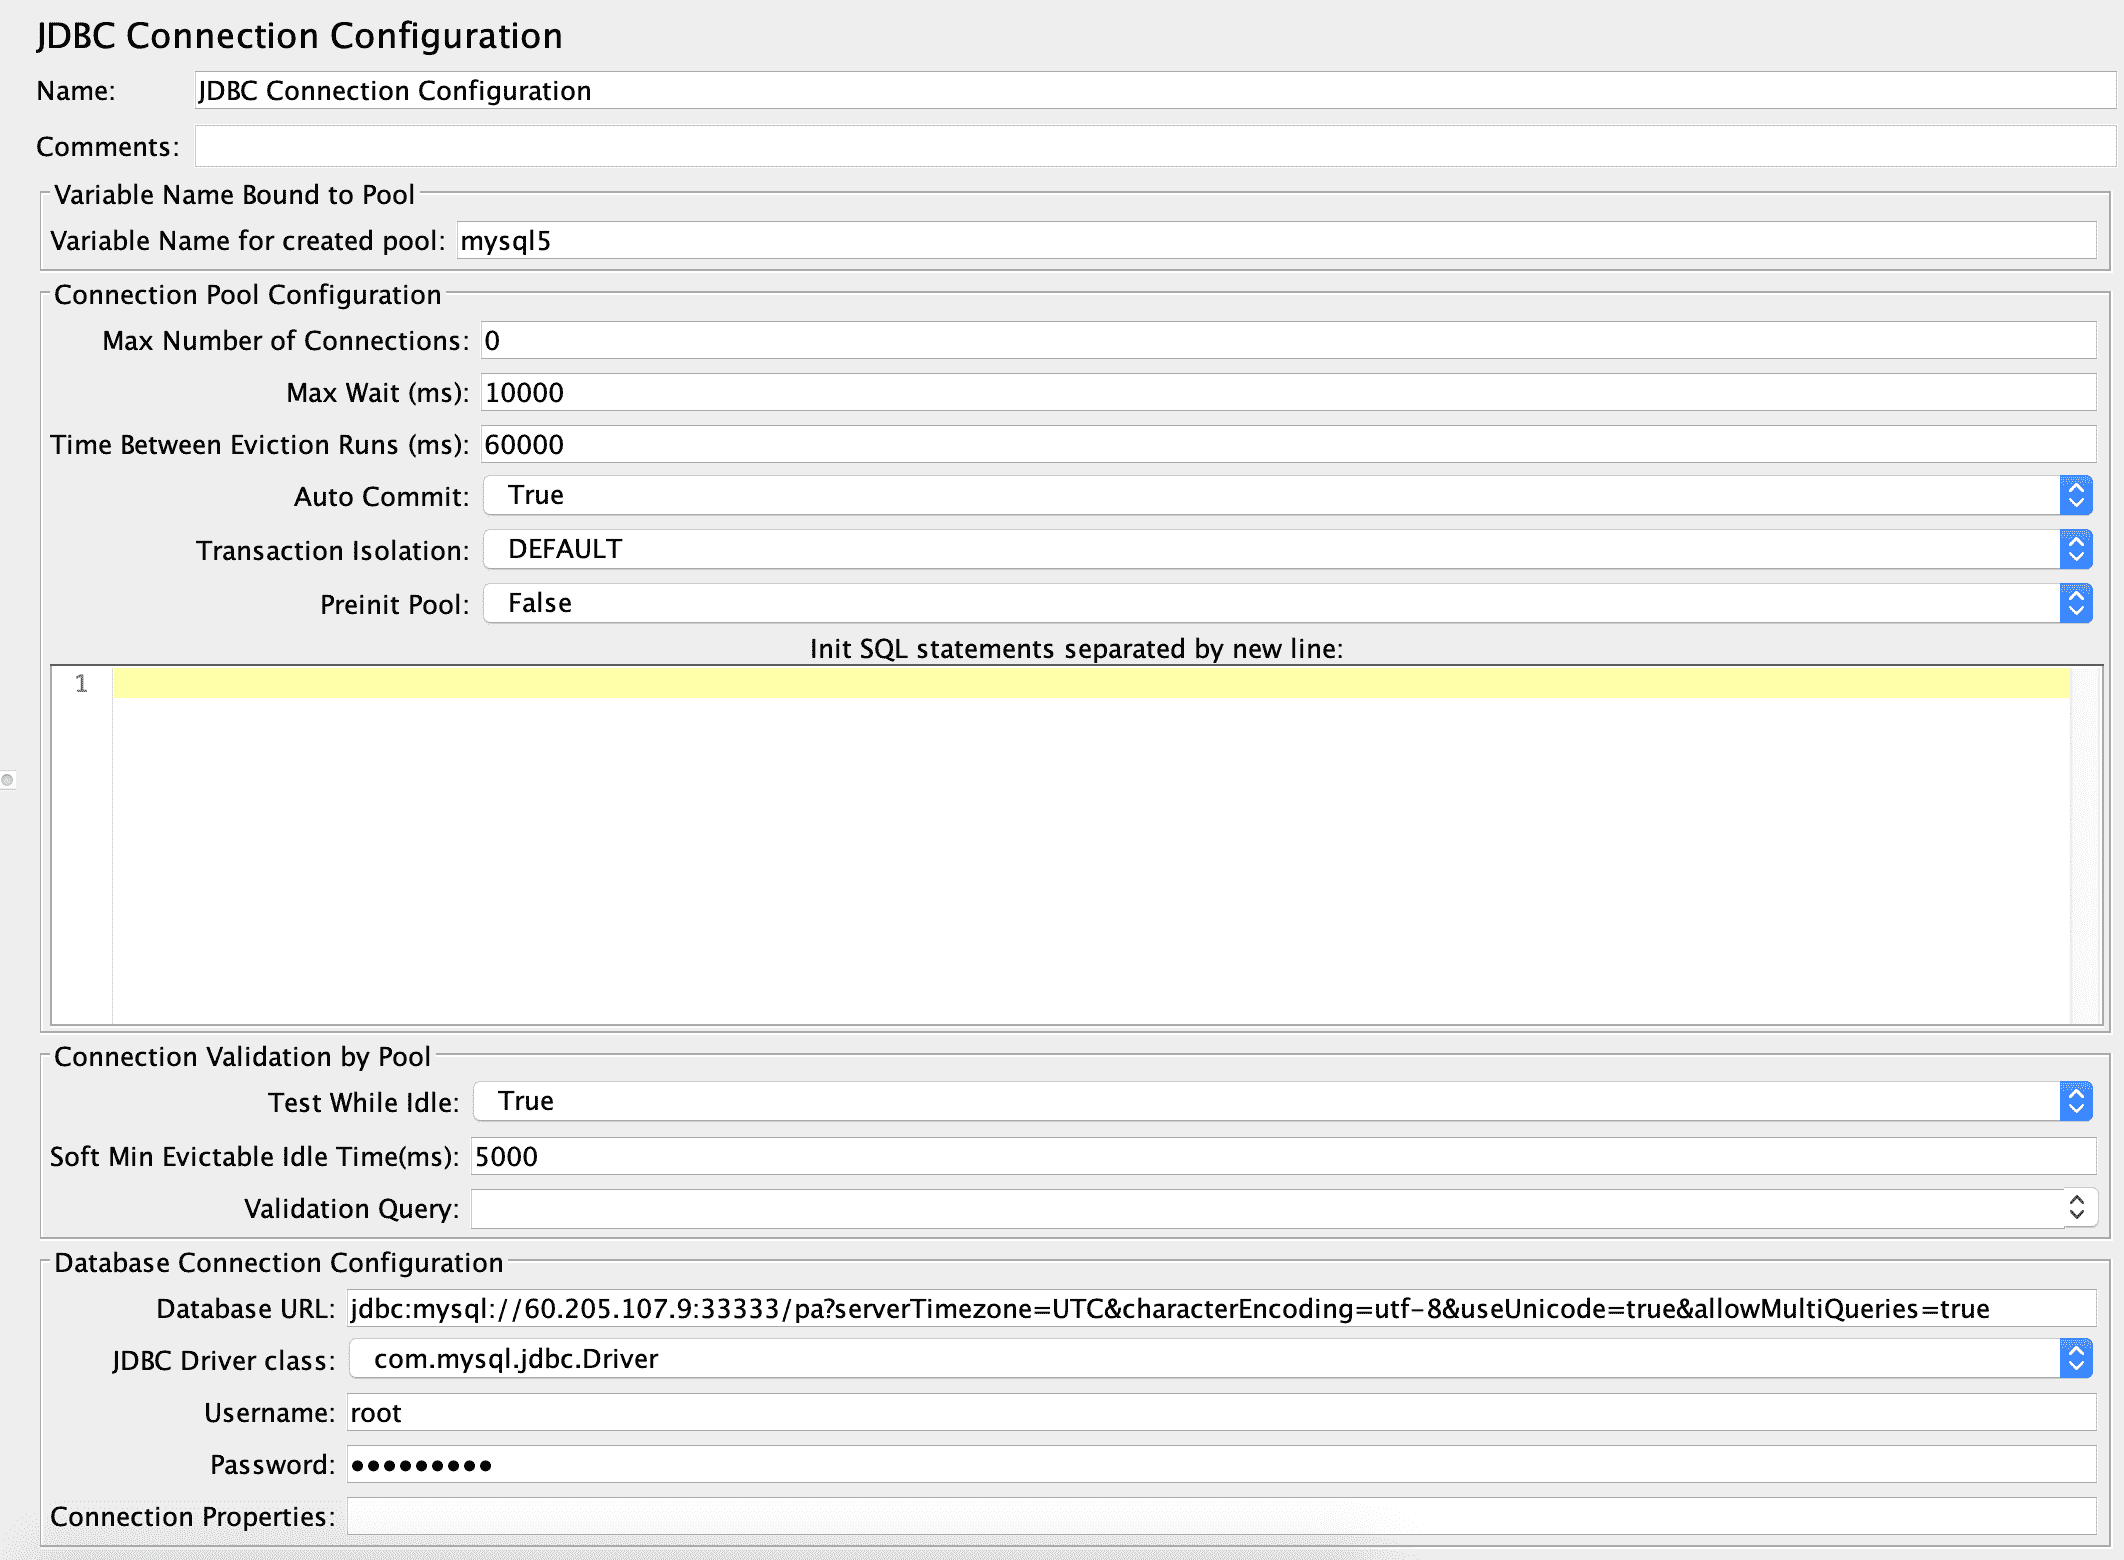 JDBC Connection Configuration
Name: JDBC Connection Configuration
Comments:
Variable Name Bound to Pool
Variable Name for created pool: mysql5
Connection Pool Configuration
Max Number of Connections: 0
Max Wait (ms): 10000
Time Between Eviction Runs (ms): 60000
Auto Commit: True
Transaction Isolation: DEFAULT
Preinit Pool: False
Init SQL statements separated by new line:
1
Connection Validation by Pool
Test While Idle: True
Soft Min Evictable Idle Time(ms): 5000
Validation Query:
Database Connection Configuration
Database URL: jdbc:mysql://60.205.107.9:33333/pa?serverTimezone=UTC&characterEncoding=utf-8&useUnicode=true&allowMultiQueries=true
JDBC Driver class: com.mysql.jdbc.Driver
Username: root
Password: •••••••••
Connection Properties: